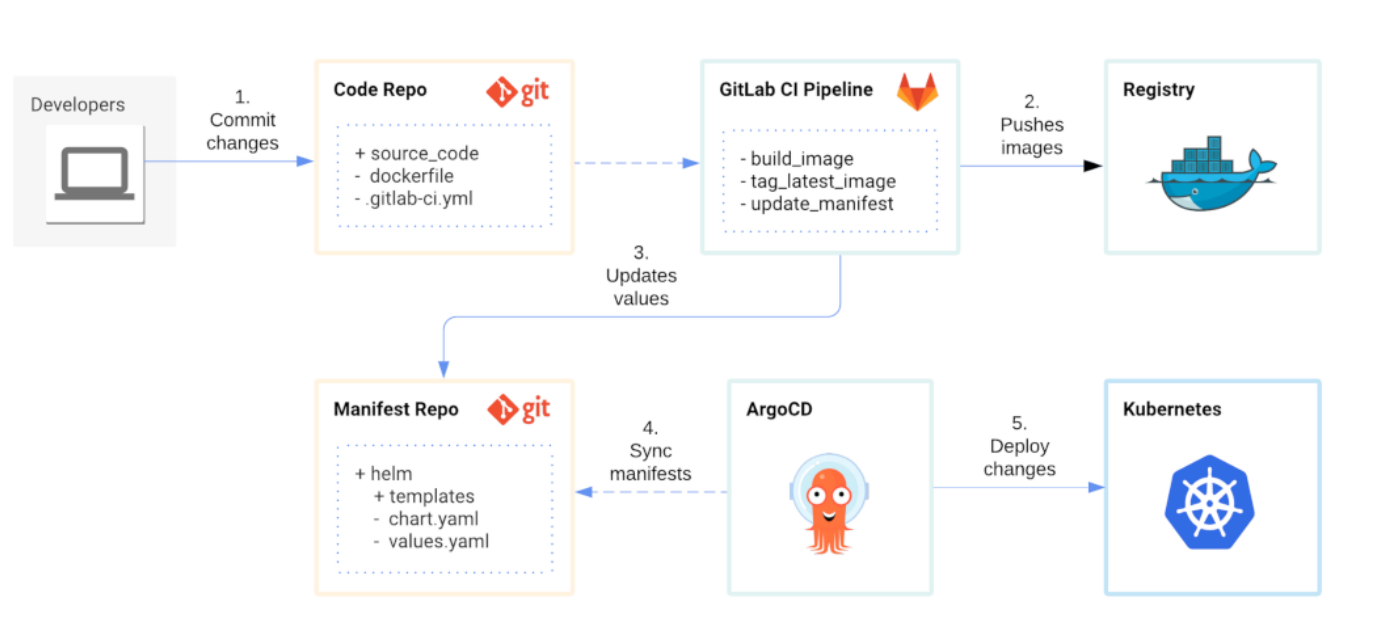 Developers
1.
Commit
changes
Code Repo
git
+ source_code
- dockerfile
- .gitlab-ci.yml
GitLab CI Pipeline
- build_image
- tag_latest_image
- update_manifest
2.
Pushes
images
Registry
3.
Updates
values
Manifest Repo
git
+ helm
+ templates
- chart.yaml
- values.yaml
4.
Sync
manifests
ArgoCD
5.
Deploy
changes
Kubernetes